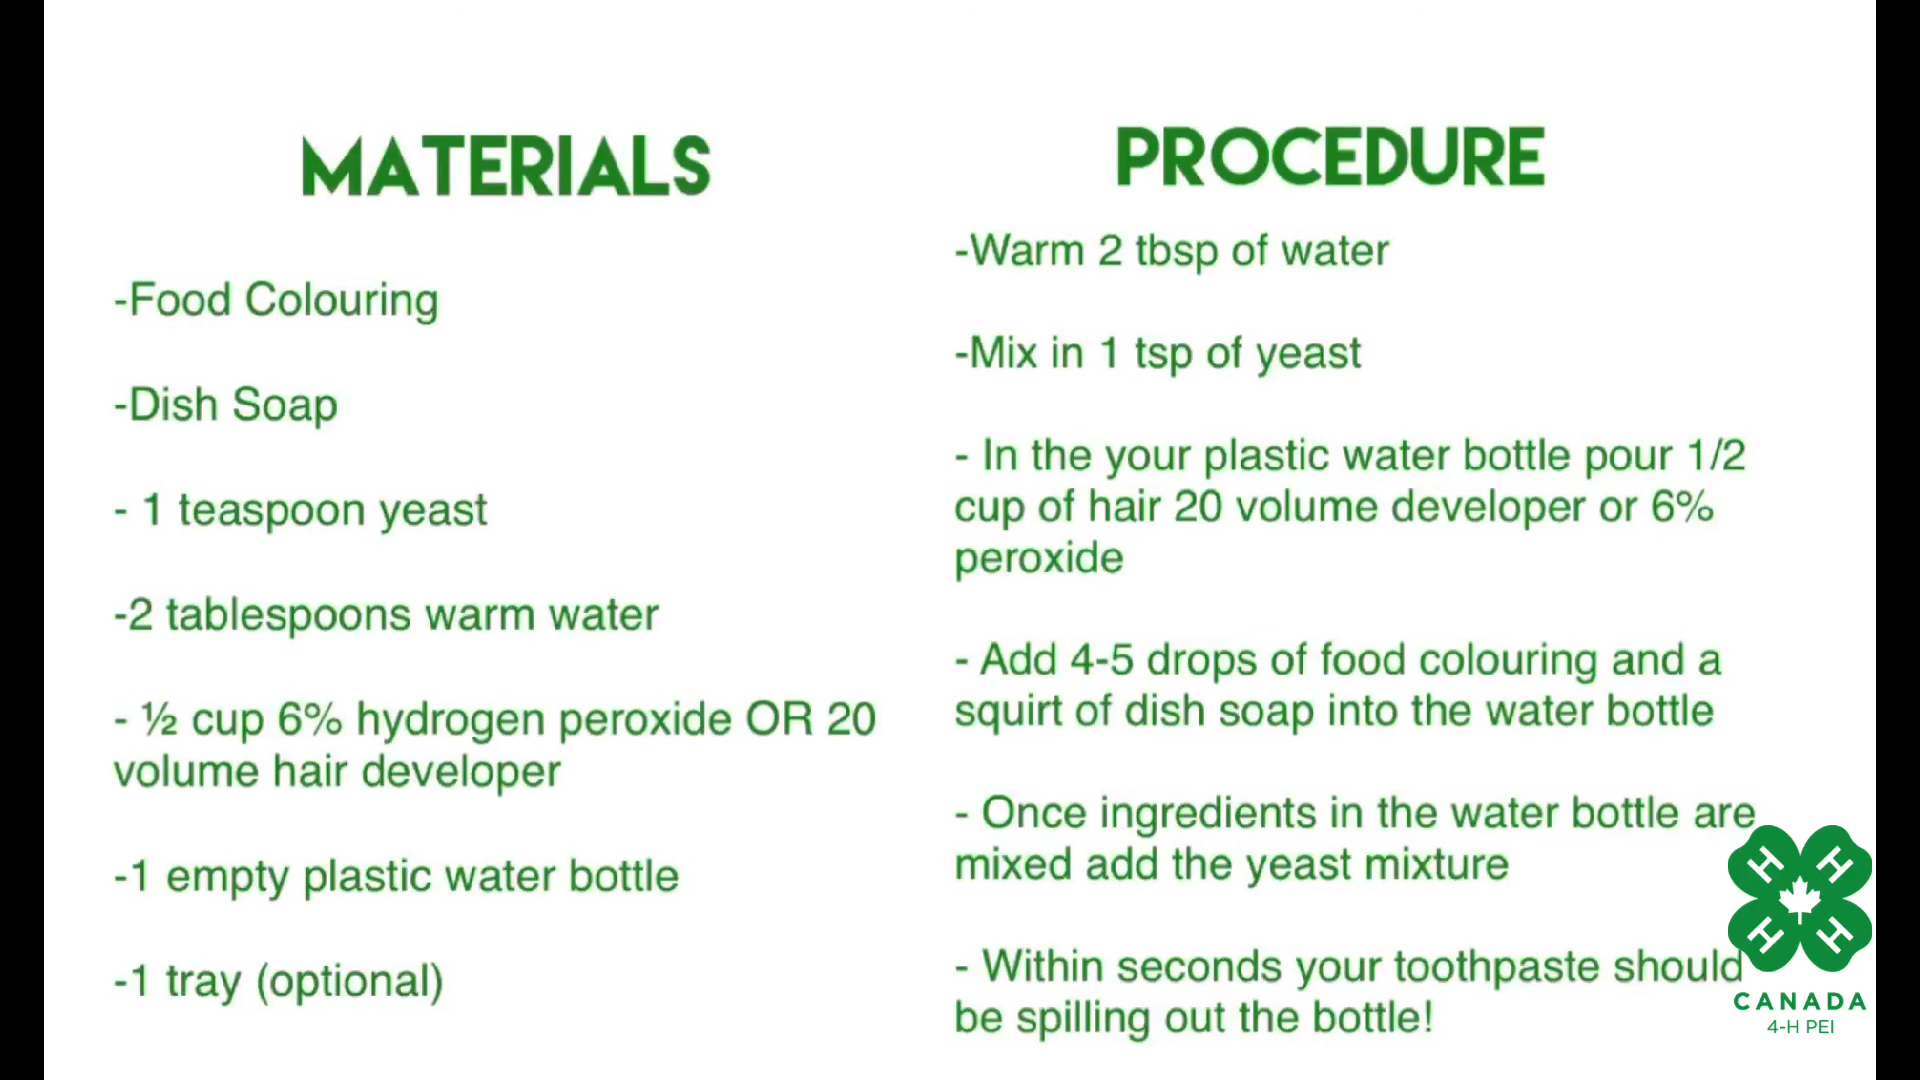 MATERIALS
-Food Colouring
-Dish Soap
- 1 teaspoon yeast
-2 tablespoons warm water
- ½ cup 6% hydrogen peroxide OR 20
volume hair developer
-1 empty plastic water bottle
-1 tray (optional)
PROCEDURE
-Warm 2 tbsp of water
-Mix in 1 tsp of yeast
- In the your plastic water bottle pour 1/2
cup of hair 20 volume developer or 6%
peroxide
- Add 4-5 drops of food colouring and a
squirt of dish soap into the water bottle
- Once ingredients in the water bottle are
mixed add the yeast mixture
- Within seconds your toothpaste should
be spilling out the bottle!
H H
H H
CANADA
4-H PEI